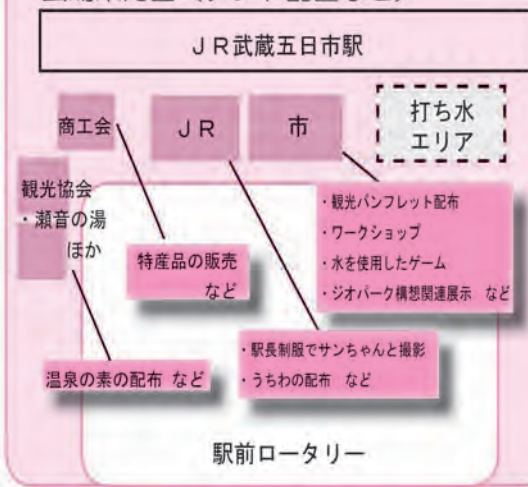 JR武蔵五日市駅
商工会
JR
市
打ち水
エリア
観光協会
・瀬音の湯
ほか
特産品の販売
など
・観光パンフレット配布
・ワークショップ
・水を使用したゲーム
・ジオパーク構想関連展示 など
温泉の素の配布 など
・駅長制服でサンちゃんと撮影
・うちわの配布 など
駅前ロータリー